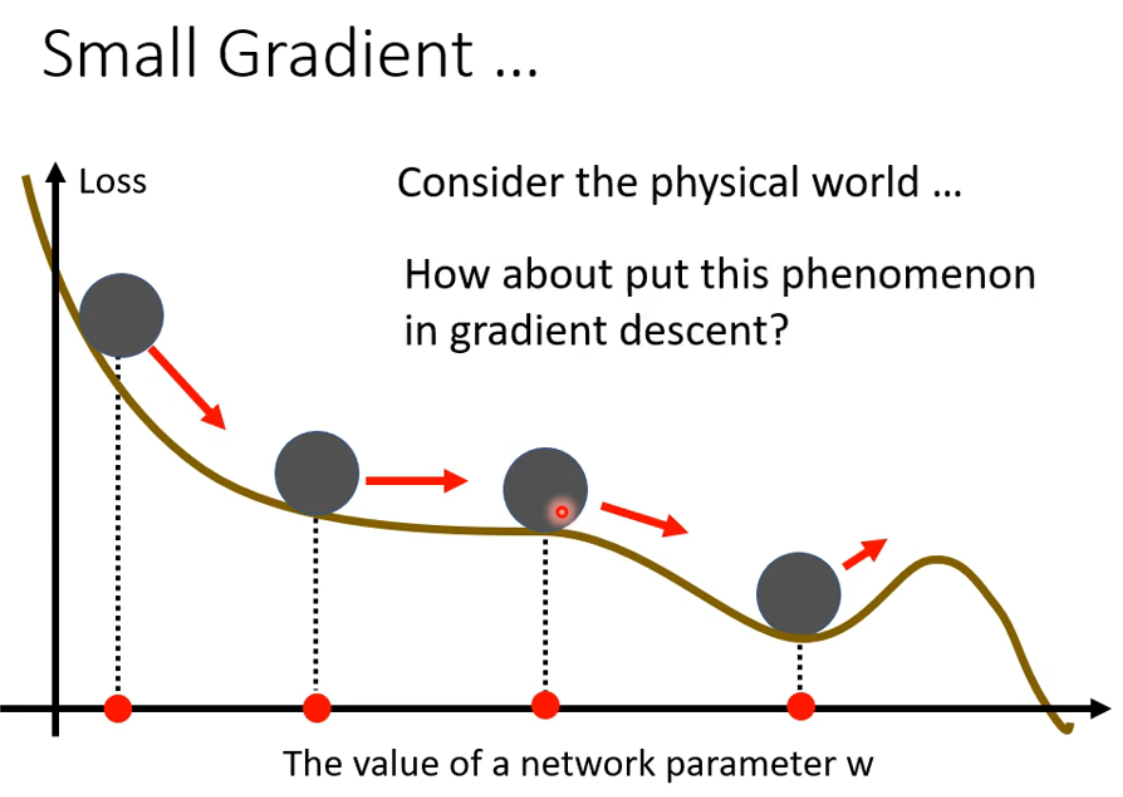 Small Gradient ...
Loss
Consider the physical world ...
How about put this phenomenon
in gradient descent?
The value of a network parameter w